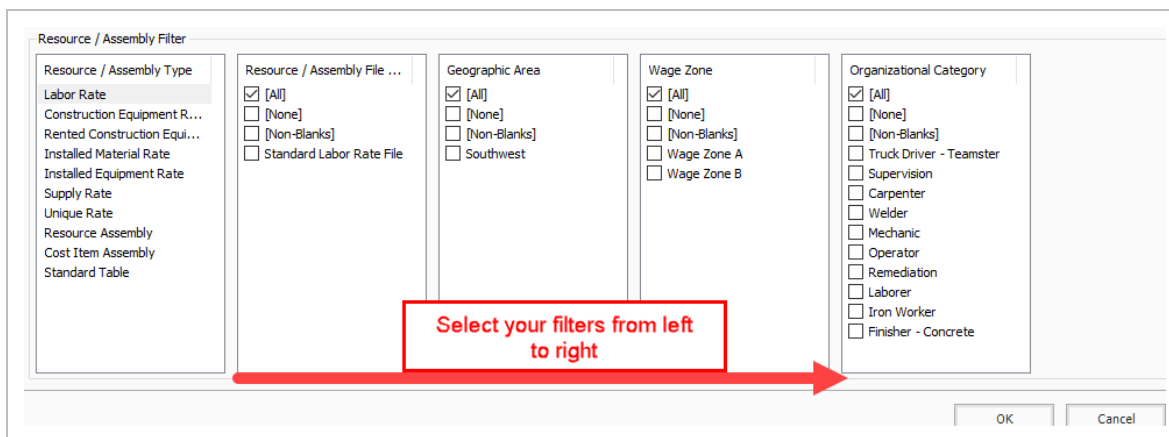 Resource / Assembly Filter
Resource / Assembly Type
Labor Rate
Construction Equipment R...
Rented Construction Equi...
Installed Material Rate
Installed Equipment Rate
Supply Rate
Unique Rate
Resource Assembly
Cost Item Assembly
Standard Table
Resource / Assembly File ...
[All]
[None]
[Non-Blanks]
Standard Labor Rate File
Geographic Area
[All]
[None]
[Non-Blanks]
Southwest
Wage Zone
[All]
[None]
[Non-Blanks]
Wage Zone A
Wage Zone B
Organizational Category
[All]
[None]
[Non-Blanks]
Truck Driver - Teamster
Supervision
Carpenter
Welder
Mechanic
Operator
Remediation
Laborer
Iron Worker
Finisher - Concrete
Select your filters from left
to right
OK
Cancel